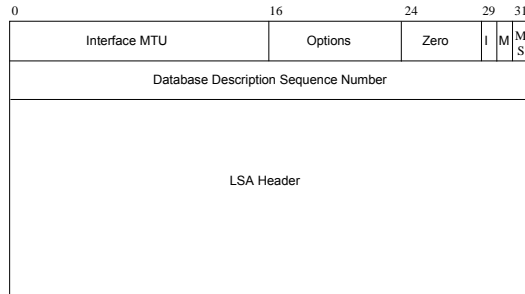 0 16 24 29 31
Interface MTU Options Zero I M M
S
Database Description Sequence Number
LSA Header